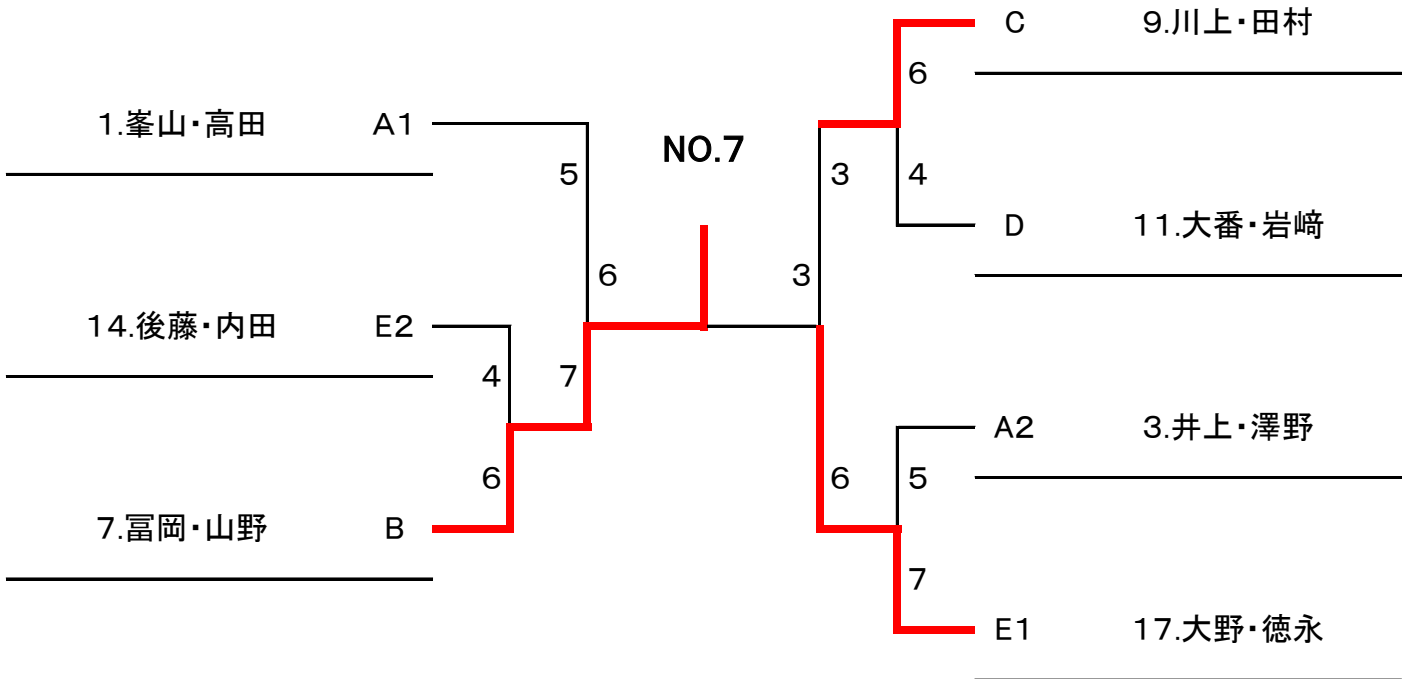 C 9.川上・田村
6
1.峯山・高田 A1
NO.7
5 3 4
D 11.大番・岩﨑
6 3
14.後藤・内田 E2
4 7
A2 3.井上・澤野
6 6 5
7.冨岡・山野 B
7
E1 17.大野・徳永